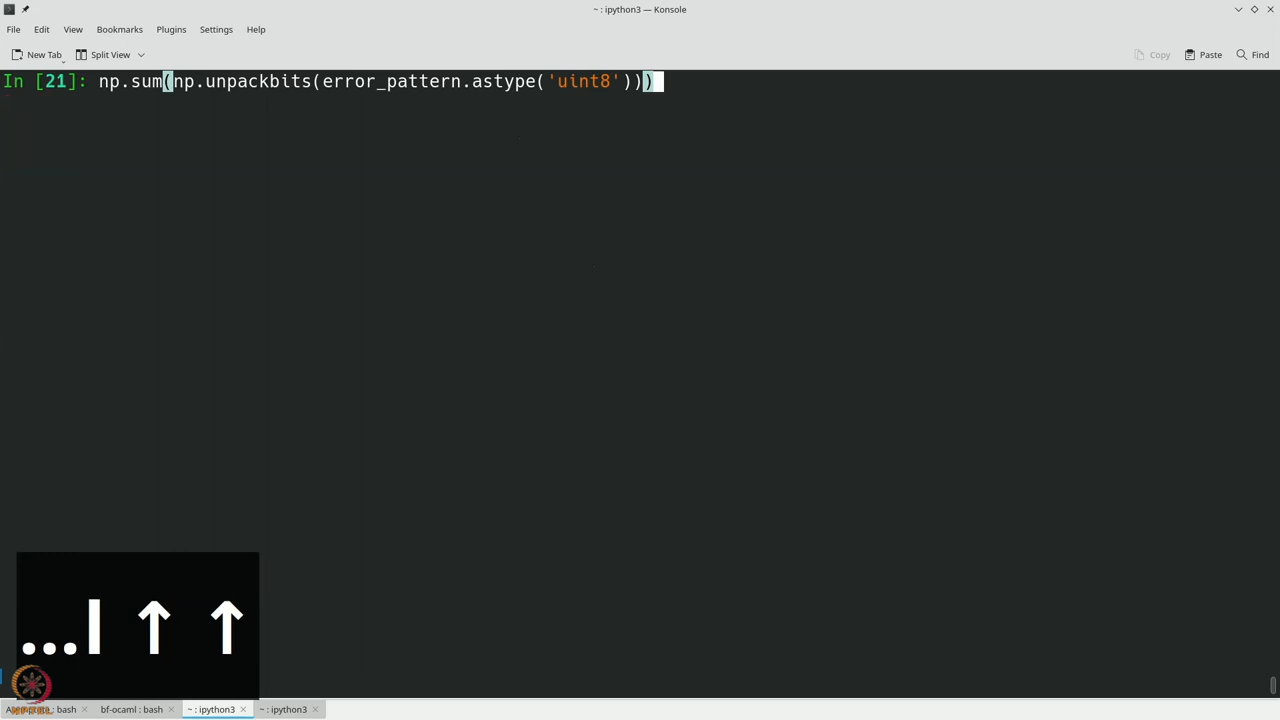 ~ : ipython3 — Konsole
File Edit View Bookmarks Plugins Settings Help
New Tab Split View Copy Paste Find
In [21]: np.sum(np.unpackbits(error_pattern.astype('uint8')))
...l ↑ ↑
NPTEL
: bash bf-ocaml : bash ~ : ipython3 ~ : ipython3